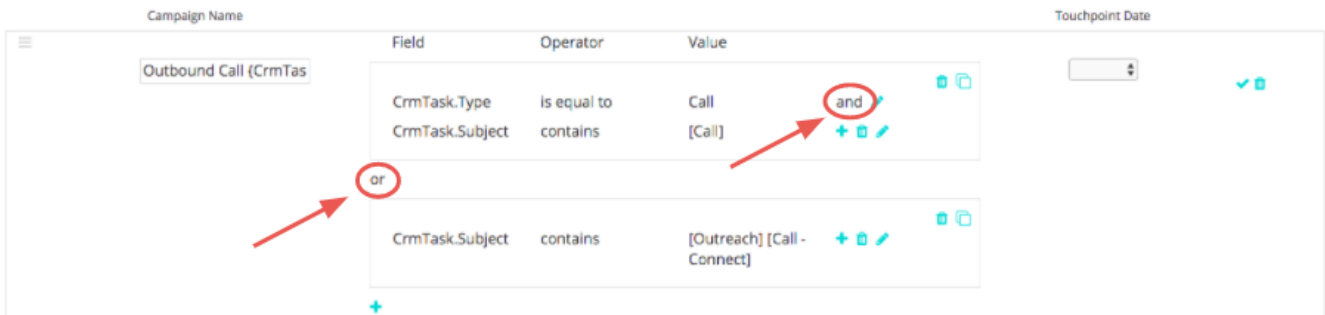 Campaign Name Touchpoint Date
Field Operator Value
Outbound Call {CrmTas
CrmTask.Type is equal to Call and
CrmTask.Subject contains [Call]
or
CrmTask.Subject contains [Outreach] [Call -
Connect]